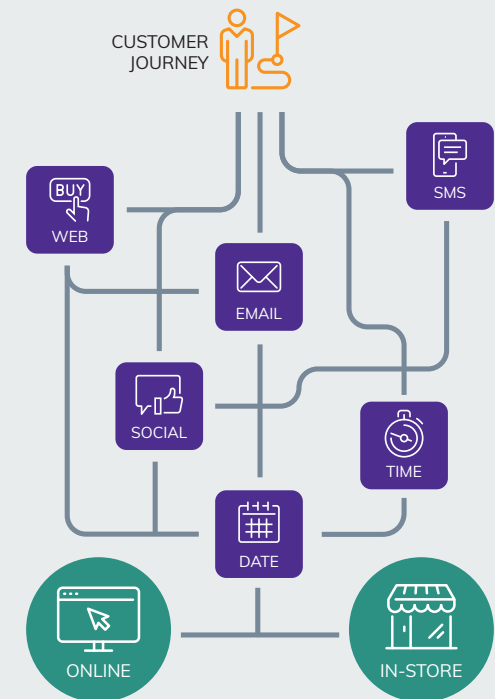 CUSTOMER
JOURNEY
BUY
WEB
SMS
EMAIL
SOCIAL
TIME
DATE
ONLINE
IN-STORE